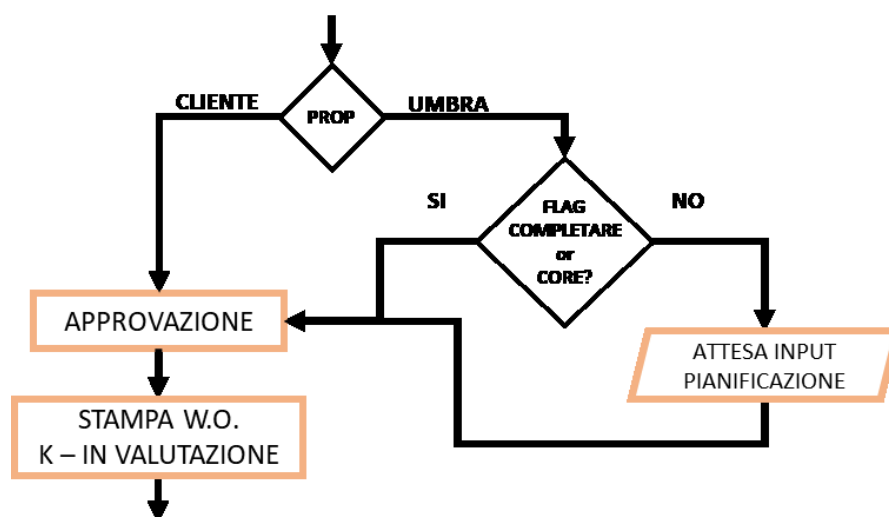 CLIENTE
PROP
UMBRA
SI
FLAG
COMPLETARE
or
CORE?
NO
APPROVAZIONE
ATTESA INPUT
PIANIFICAZIONE
STAMPA W.O.
K – IN VALUTAZIONE